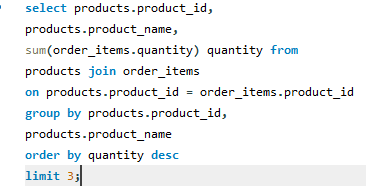 select products.product_id,
products.product_name,
sum(order_items.quantity) quantity from
products join order_items
on products.product_id = order_items.product_id
group by products.product_id,
products.product_name
order by quantity desc
limit 3;